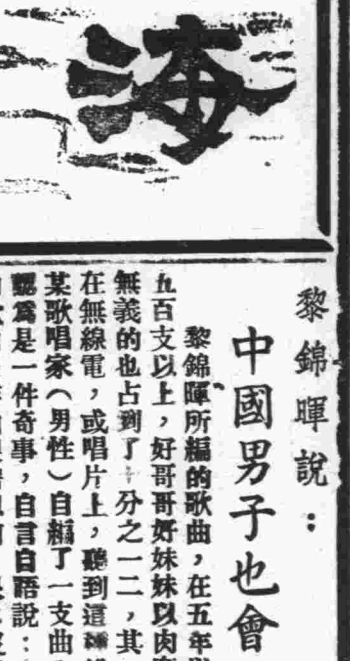 海
黎錦暉說：
中國男子也會
黎錦暉所編的歌曲，在五年
五百支以上，好哥哥好妹妹以肉
無義的也占到了十分之一二，其
在無線電，或唱片上，聽到這
某歌唱家（男性）自編了一支曲
爲是一件奇事，自言自語說：